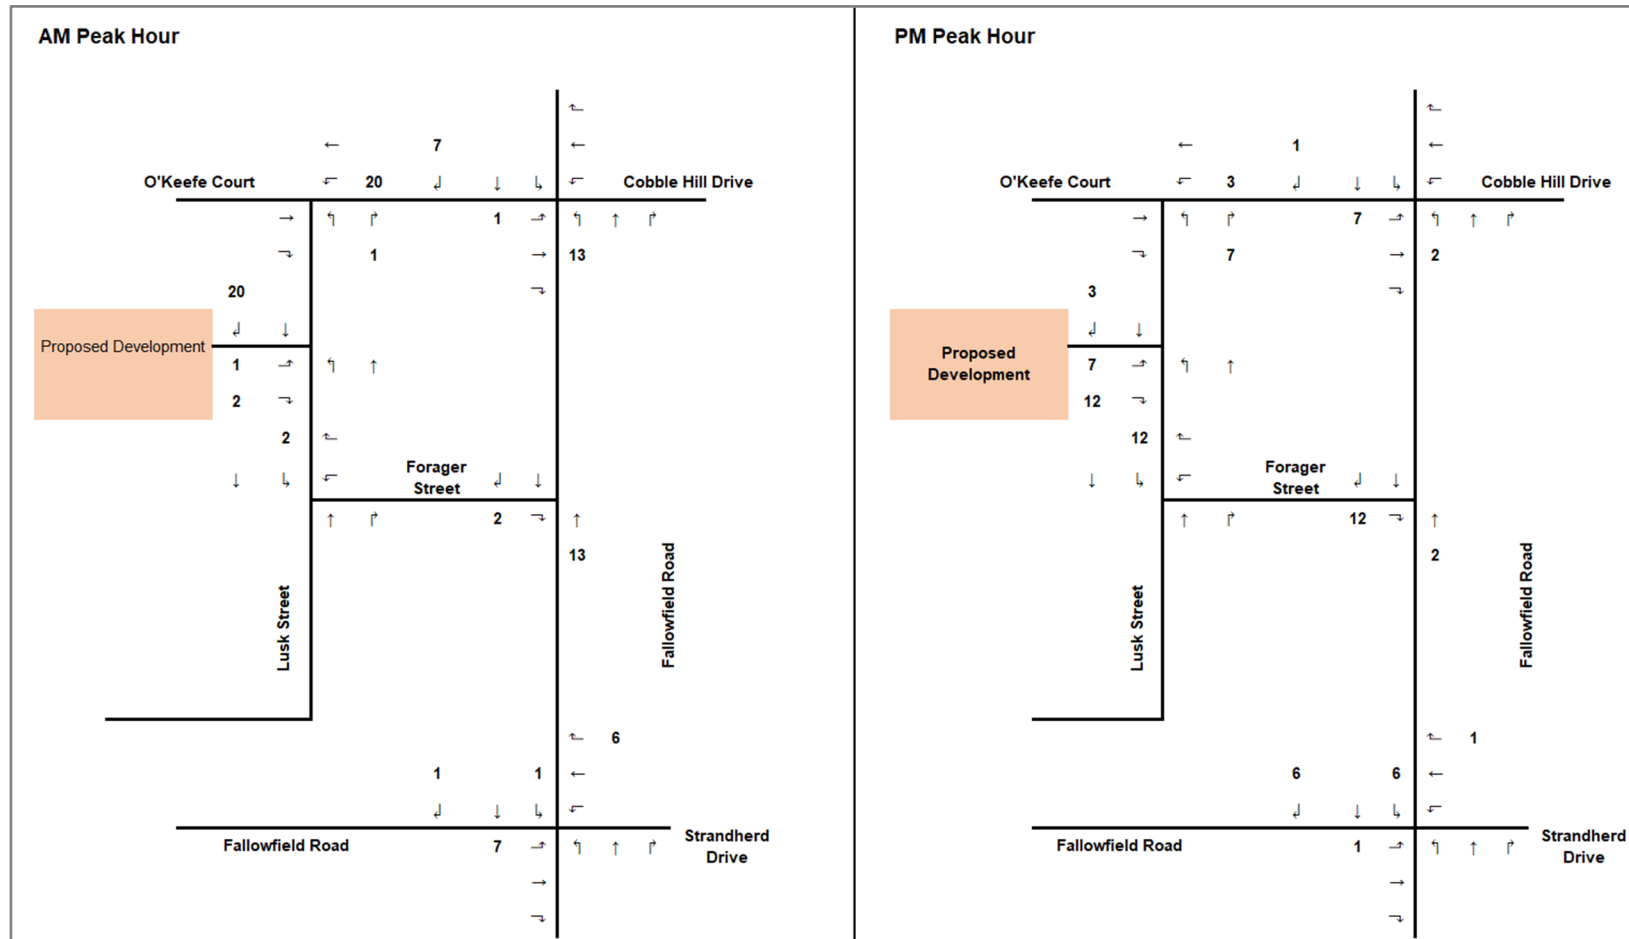 AM Peak Hour
7
O'Keefe Court
20
Cobble Hill Drive
1
1
13
20
Proposed Development
1
2
2
Forager
Street
2
13
Fallowfield Road
Lusk Street
6
1
1
Fallowfield Road
7
Strandherd
Drive
PM Peak Hour
1
O'Keefe Court
3
Cobble Hill Drive
7
7
2
3
Proposed
Development
7
12
12
Forager
Street
12
2
Fallowfield Road
Lusk Street
1
6
6
Fallowfield Road
1
Strandherd
Drive